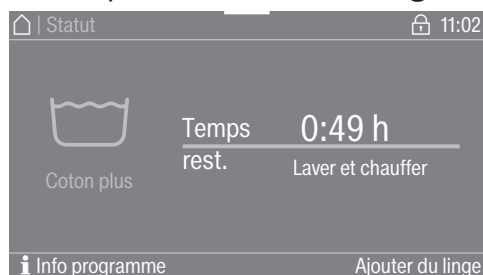 | Statut 11:02
Temps rest. 0:49 h
Laver et chauffer
Coton plus
i Info programme Ajouter du linge